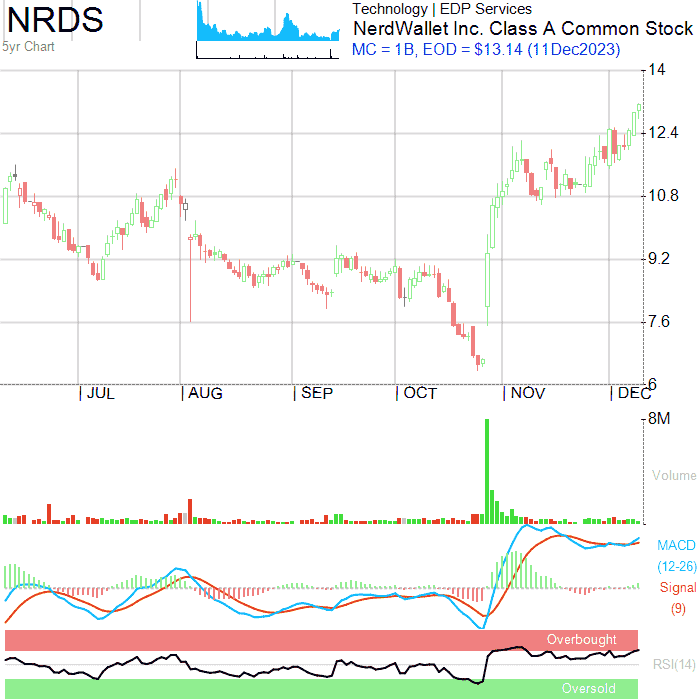 NRDS
5yr Chart
Technology | EDP Services
NerdWallet Inc. Class A Common Stock
MC = 1B, EOD = $13.14 (11Dec2023)
14
12.4
10.8
9.2
7.6
6
JUL AUG SEP OCT NOV DEC
8M
Volume
MACD
(12-26)
Signal
(9)
Overbought
RSI(14)
Oversold